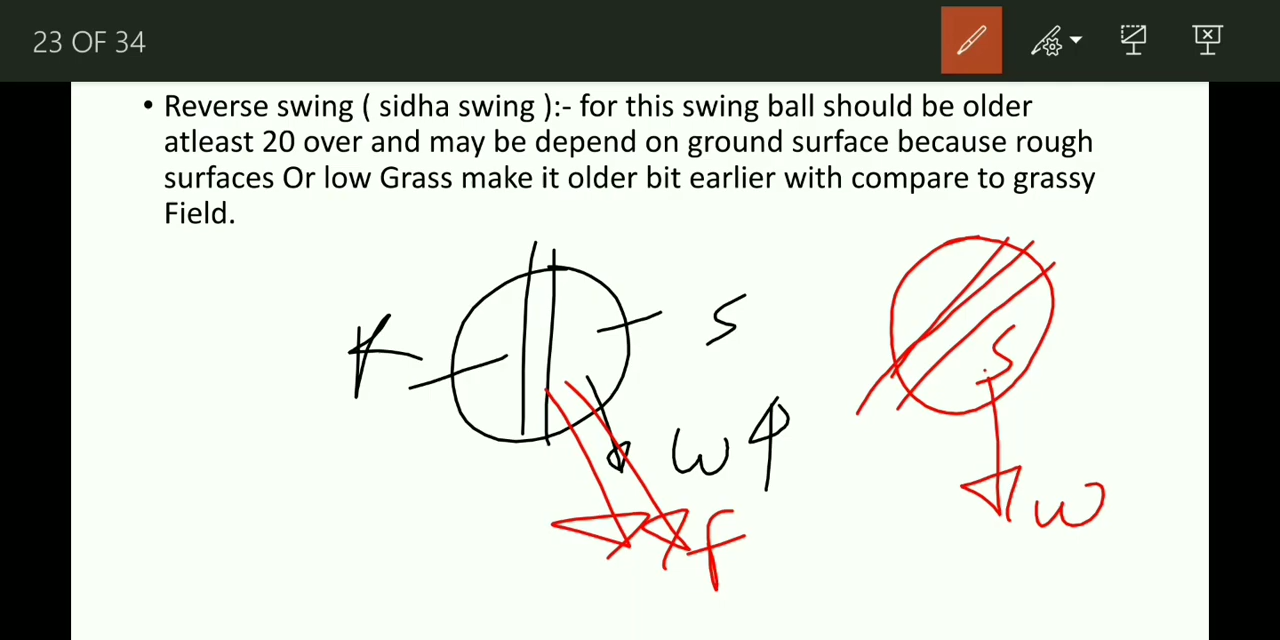 23 OF 34
• Reverse swing ( sidha swing ):- for this swing ball should be older
atleast 20 over and may be depend on ground surface because rough
surfaces Or low Grass make it older bit earlier with compare to grassy
Field.
S
S
W
W
f